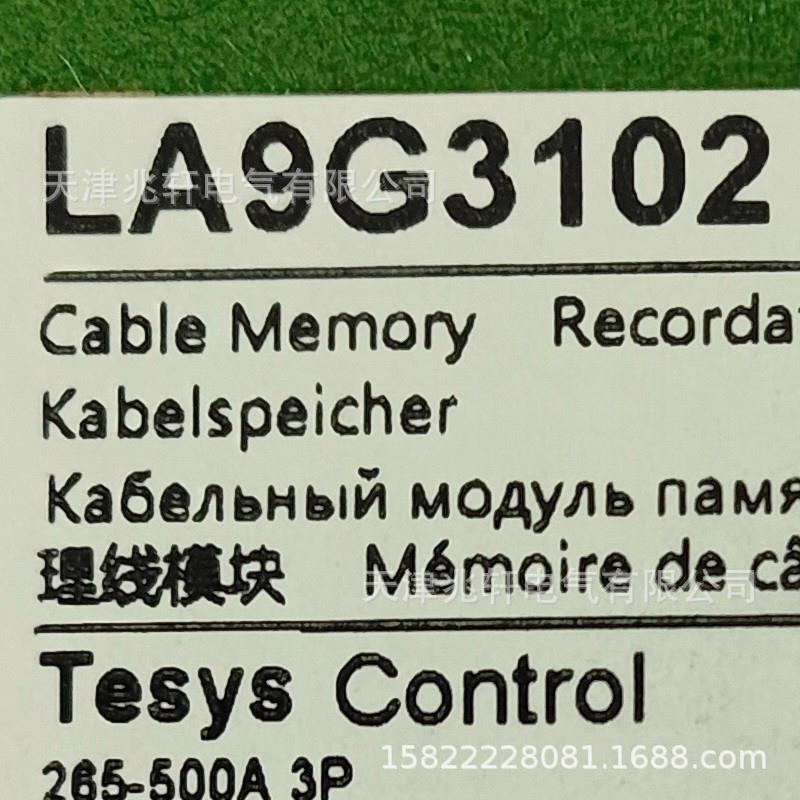 LA9G3102
天津兆轩电气有限公司
Cable Memory Recorda
Kabelspeicher
Кабельный модуль памя
理线模块 Mémoire de câ
天津兆轩电气有限公司
Tesys Control
15822228081.1688.com
265-500A 3P